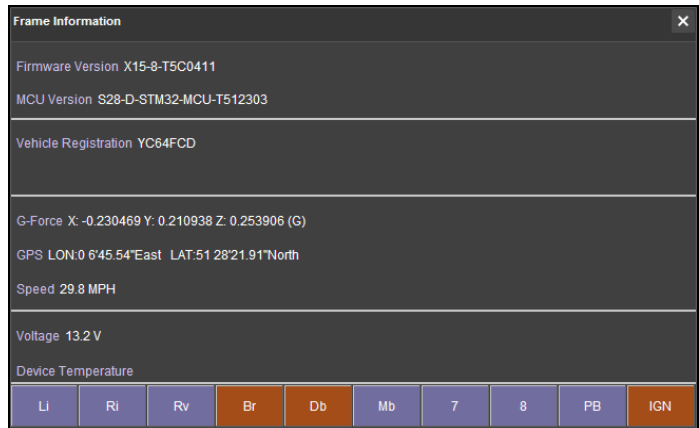 Frame Information
Firmware Version X15-8-T5C0411
MCU Version S28-D-STM32-MCU-T512303
Vehicle Registration YC64FCD
G-Force X: -0.230469 Y: 0.210938 Z: 0.253906 (G)
GPS LON:0 6'45.54"East LAT:51 28'21.91"North
Speed 29.8 MPH
Voltage 13.2 V
Device Temperature
Li Ri Rv Br Db Mb 7 8 PB IGN